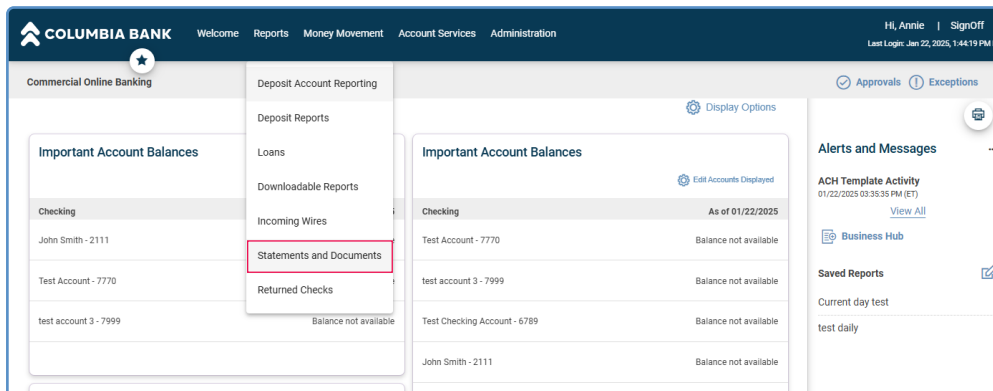 COLUMBIA BANK
Welcome Reports Money Movement Account Services Administration
Hi, Annie | SignOff
Last Login: Jan 22, 2025, 1:44:19 PM
Commercial Online Banking
Approvals Exceptions
Deposit Account Reporting
Deposit Reports
Loans
Downloadable Reports
Incoming Wires
Statements and Documents
Returned Checks
Display Options
Important Account Balances
Checking
John Smith - 2111
Test Account - 7770
test account 3 - 7999 Balance not available
Important Account Balances
Edit Accounts Displayed
Checking As of 01/22/2025
Test Account - 7770 Balance not available
test account 3 - 7999 Balance not available
Test Checking Account - 6789 Balance not available
John Smith - 2111 Balance not available
Alerts and Messages
ACH Template Activity
01/22/2025 03:35:35 PM (ET)
View All
Business Hub
Saved Reports
Current day test
test daily